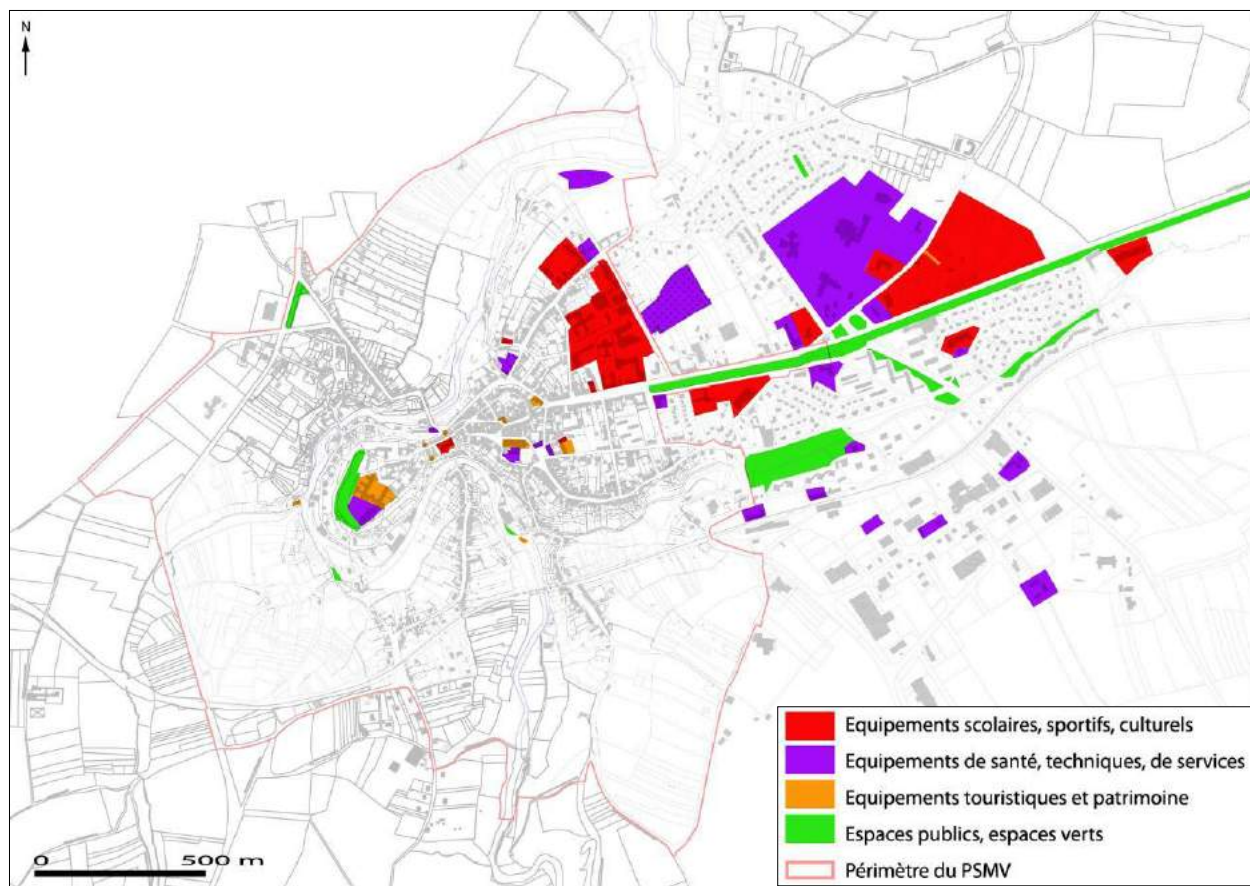 N
Equipements scolaires, sportifs, culturels
Equipements de santé, techniques, de services
Equipements touristiques et patrimoine
Espaces publics, espaces verts
Périmètre du PSMV
0 500 m